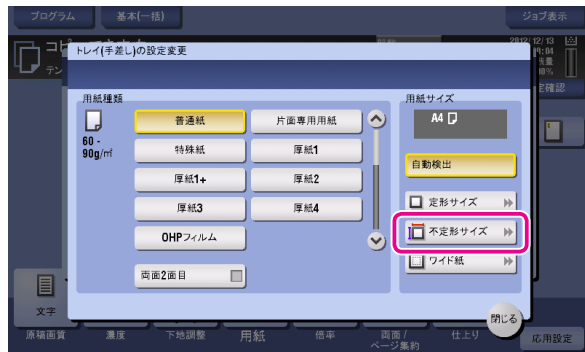 プログラム
基本(一括)
ジョブ表示
トレイ(手差し)の設定変更
用紙種類
60 -
90g/㎡
普通紙
片面専用用紙
特殊紙
厚紙1
厚紙1+
厚紙2
厚紙3
厚紙4
OHPフィルム
両面2面目
用紙サイズ
A4
自動検出
定形サイズ
不定形サイズ
ワイド紙
閉じる
文字
原稿画質
濃度
下地調整
用紙
倍率
両面 /
ページ集約
仕上り
応用設定